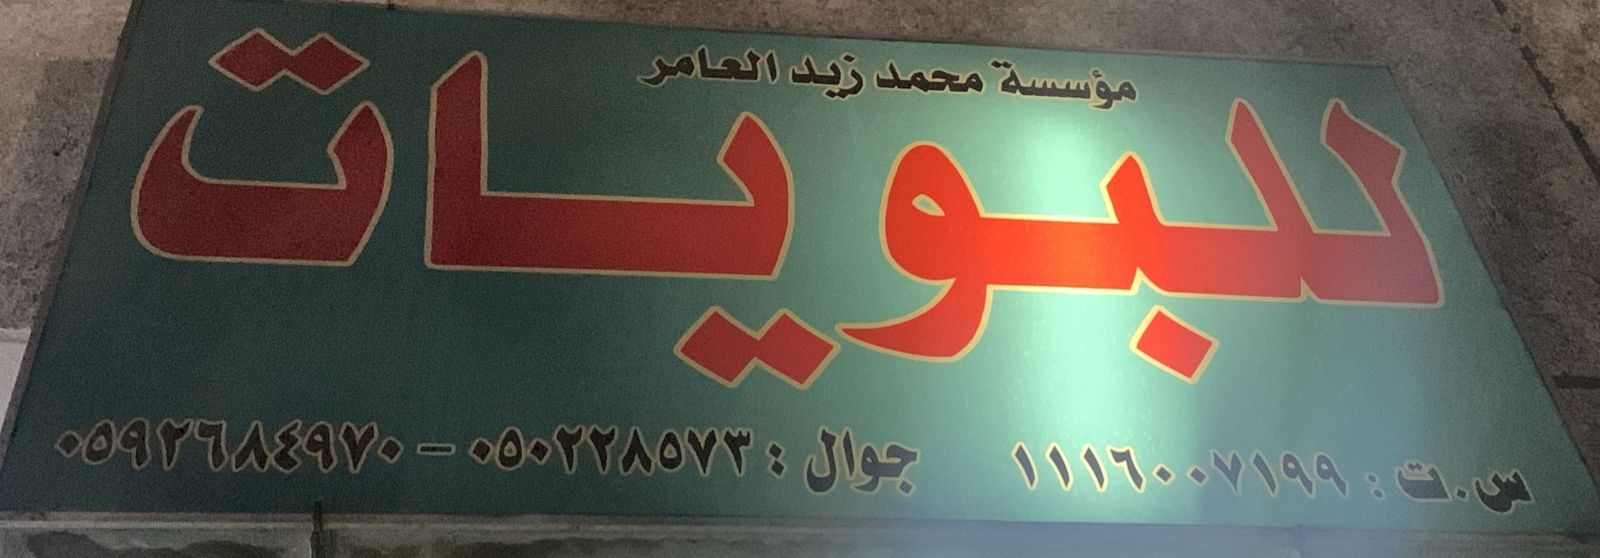 مؤسسة محمد زيد العامر
للبويات
س.ت : ١١١٦٠٠٧١٩٩ جوال : ٠٥٠٢٢٨٥٧٣ - ٠٥٩٢٦٨٤٩٧٠